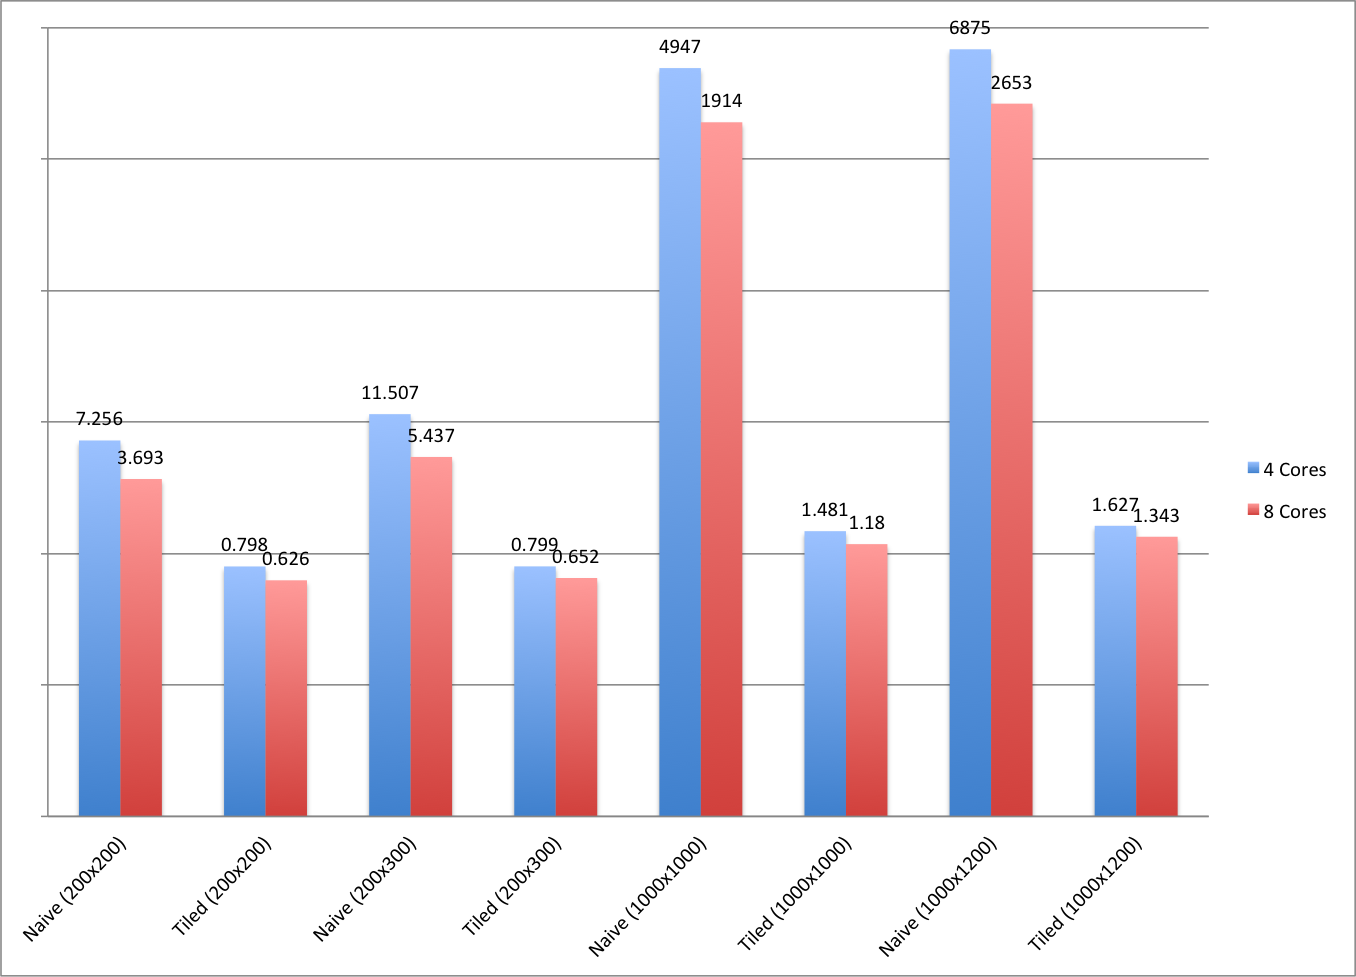 6875
4947
2653
1914
11.507
7.256
5.437
3.693
1.481
1.18
1.627
1.343
0.798
0.626
0.799
0.652
4 Cores
8 Cores
Naive (200x200)
Tiled (200x200)
Naive (200x300)
Tiled (200x300)
Naive (1000x1000)
Tiled (1000x1000)
Naive (1000x1200)
Tiled (1000x1200)